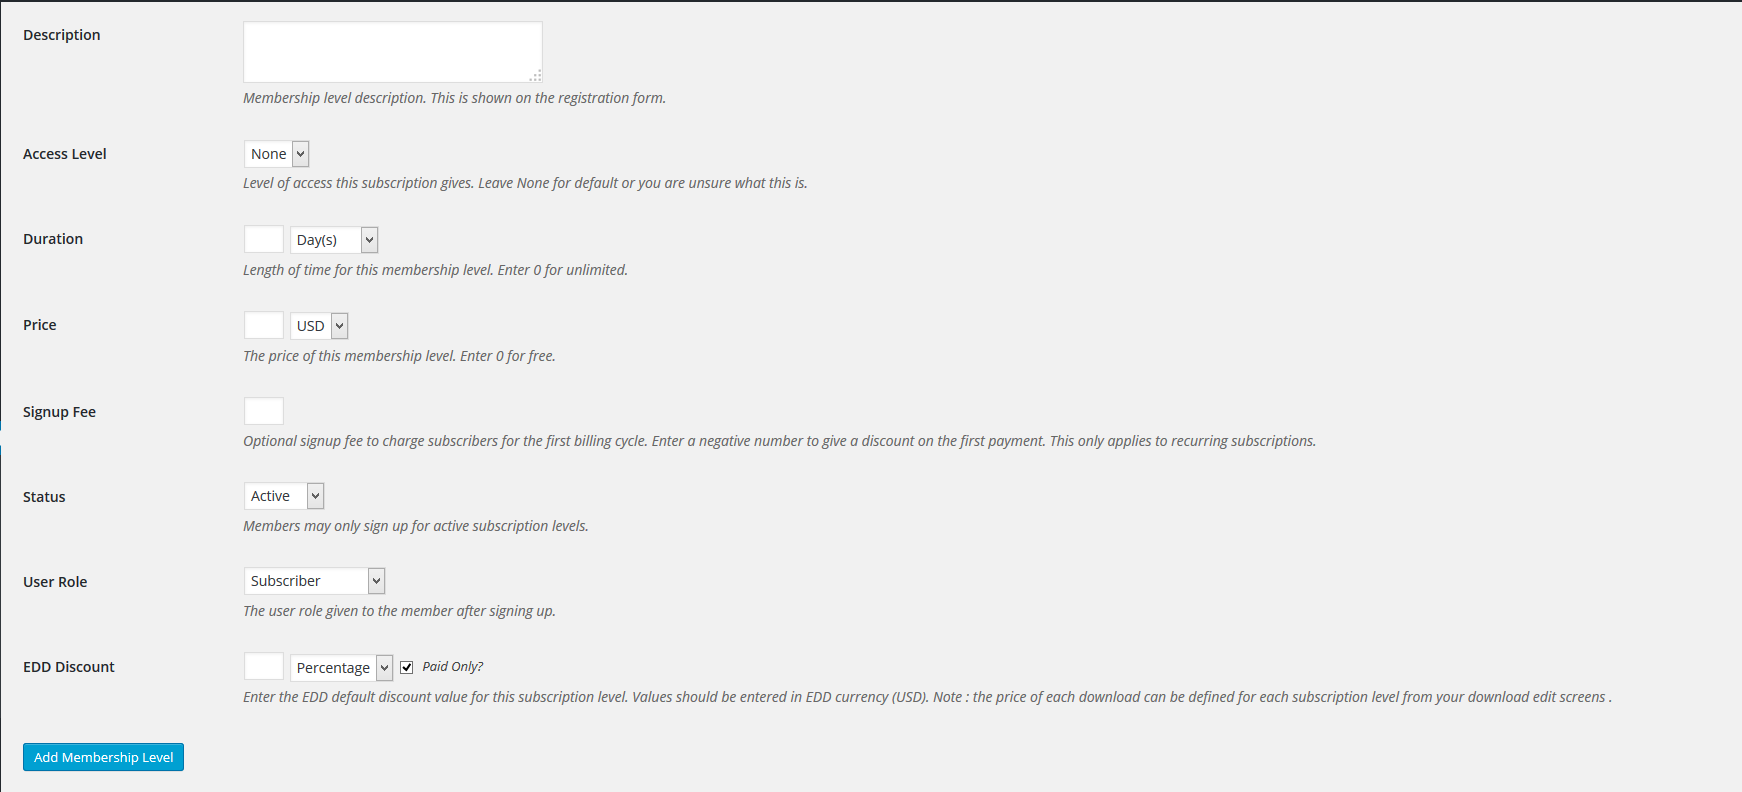 Description
Membership level description. This is shown on the registration form.
Access Level
None
Level of access this subscription gives. Leave None for default or you are unsure what this is.
Duration
Day(s)
Length of time for this membership level. Enter 0 for unlimited.
Price
USD
The price of this membership level. Enter 0 for free.
Signup Fee
Optional signup fee to charge subscribers for the first billing cycle. Enter a negative number to give a discount on the first payment. This only applies to recurring subscriptions.
Status
Active
Members may only sign up for active subscription levels.
User Role
Subscriber
The user role given to the member after signing up.
EDD Discount
Percentage
Paid Only?
Enter the EDD default discount value for this subscription level. Values should be entered in EDD currency (USD). Note : the price of each download can be defined for each subscription level from your download edit screens .
Add Membership Level